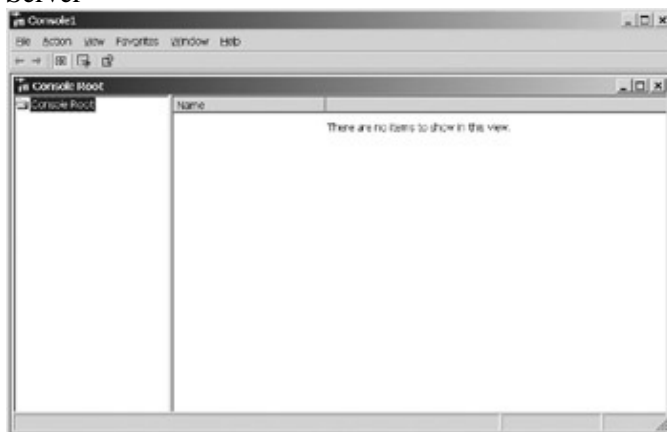 Server
Console1
File Action View Favorites Window Help
Console Root
Console Root
Name
There are no items to show in this view.